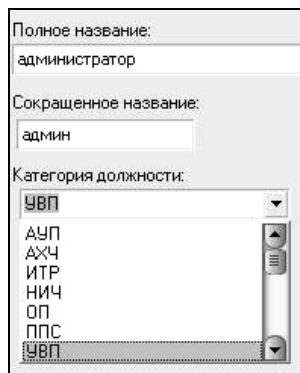 Полное название:
администратор
Сокращенное название:
админ
Категория должности:
УВП
АУП
АХЧ
ИТР
НИЧ
ОП
ППС
УВП